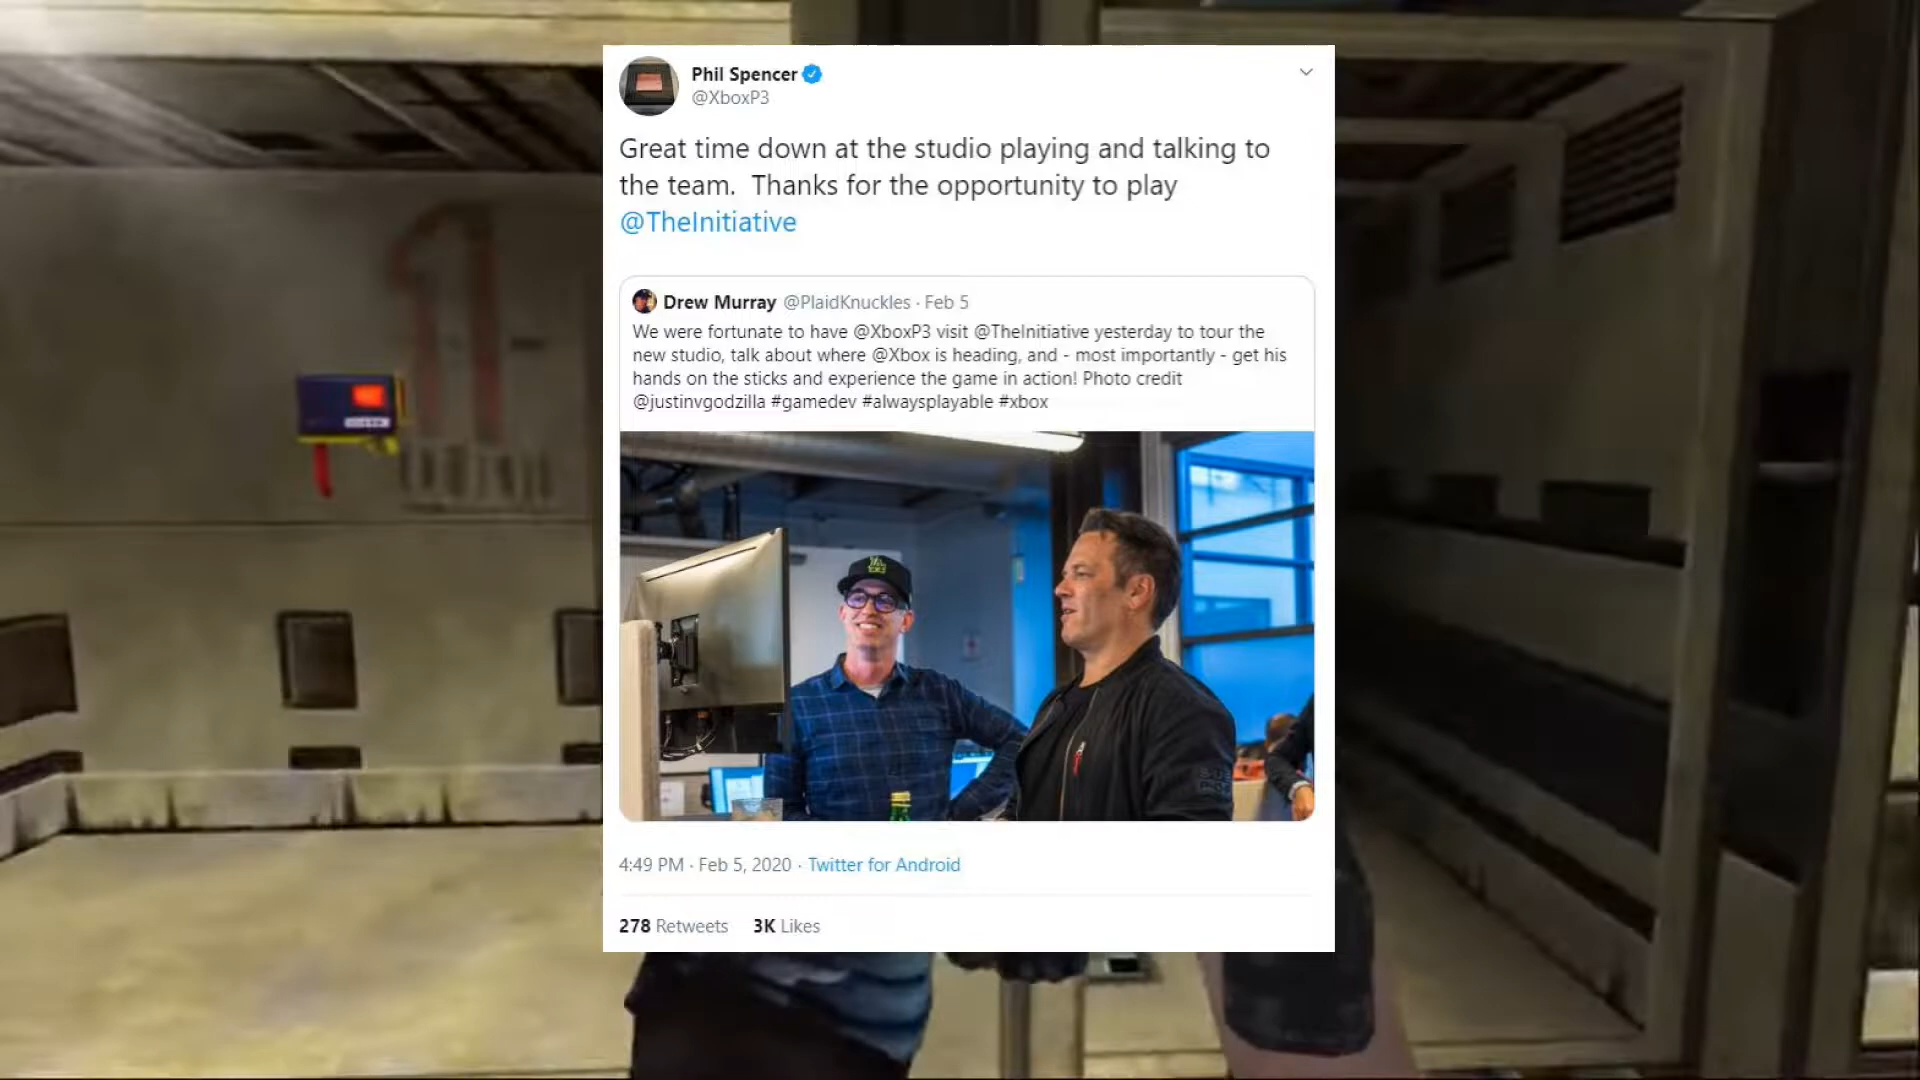 Phil Spencer
@XboxP3
Great time down at the studio playing and talking to
the team. Thanks for the opportunity to play
@TheInitiative
Drew Murray @PlaidKnuckles · Feb 5
We were fortunate to have @XboxP3 visit @TheInitiative yesterday to tour the
new studio, talk about where @Xbox is heading, and - most importantly - get his
hands on the sticks and experience the game in action! Photo credit
@justinvgodzilla #gamedev #alwaysplayable #xbox
LA
4:49 PM · Feb 5, 2020 · Twitter for Android
278 Retweets 3K Likes